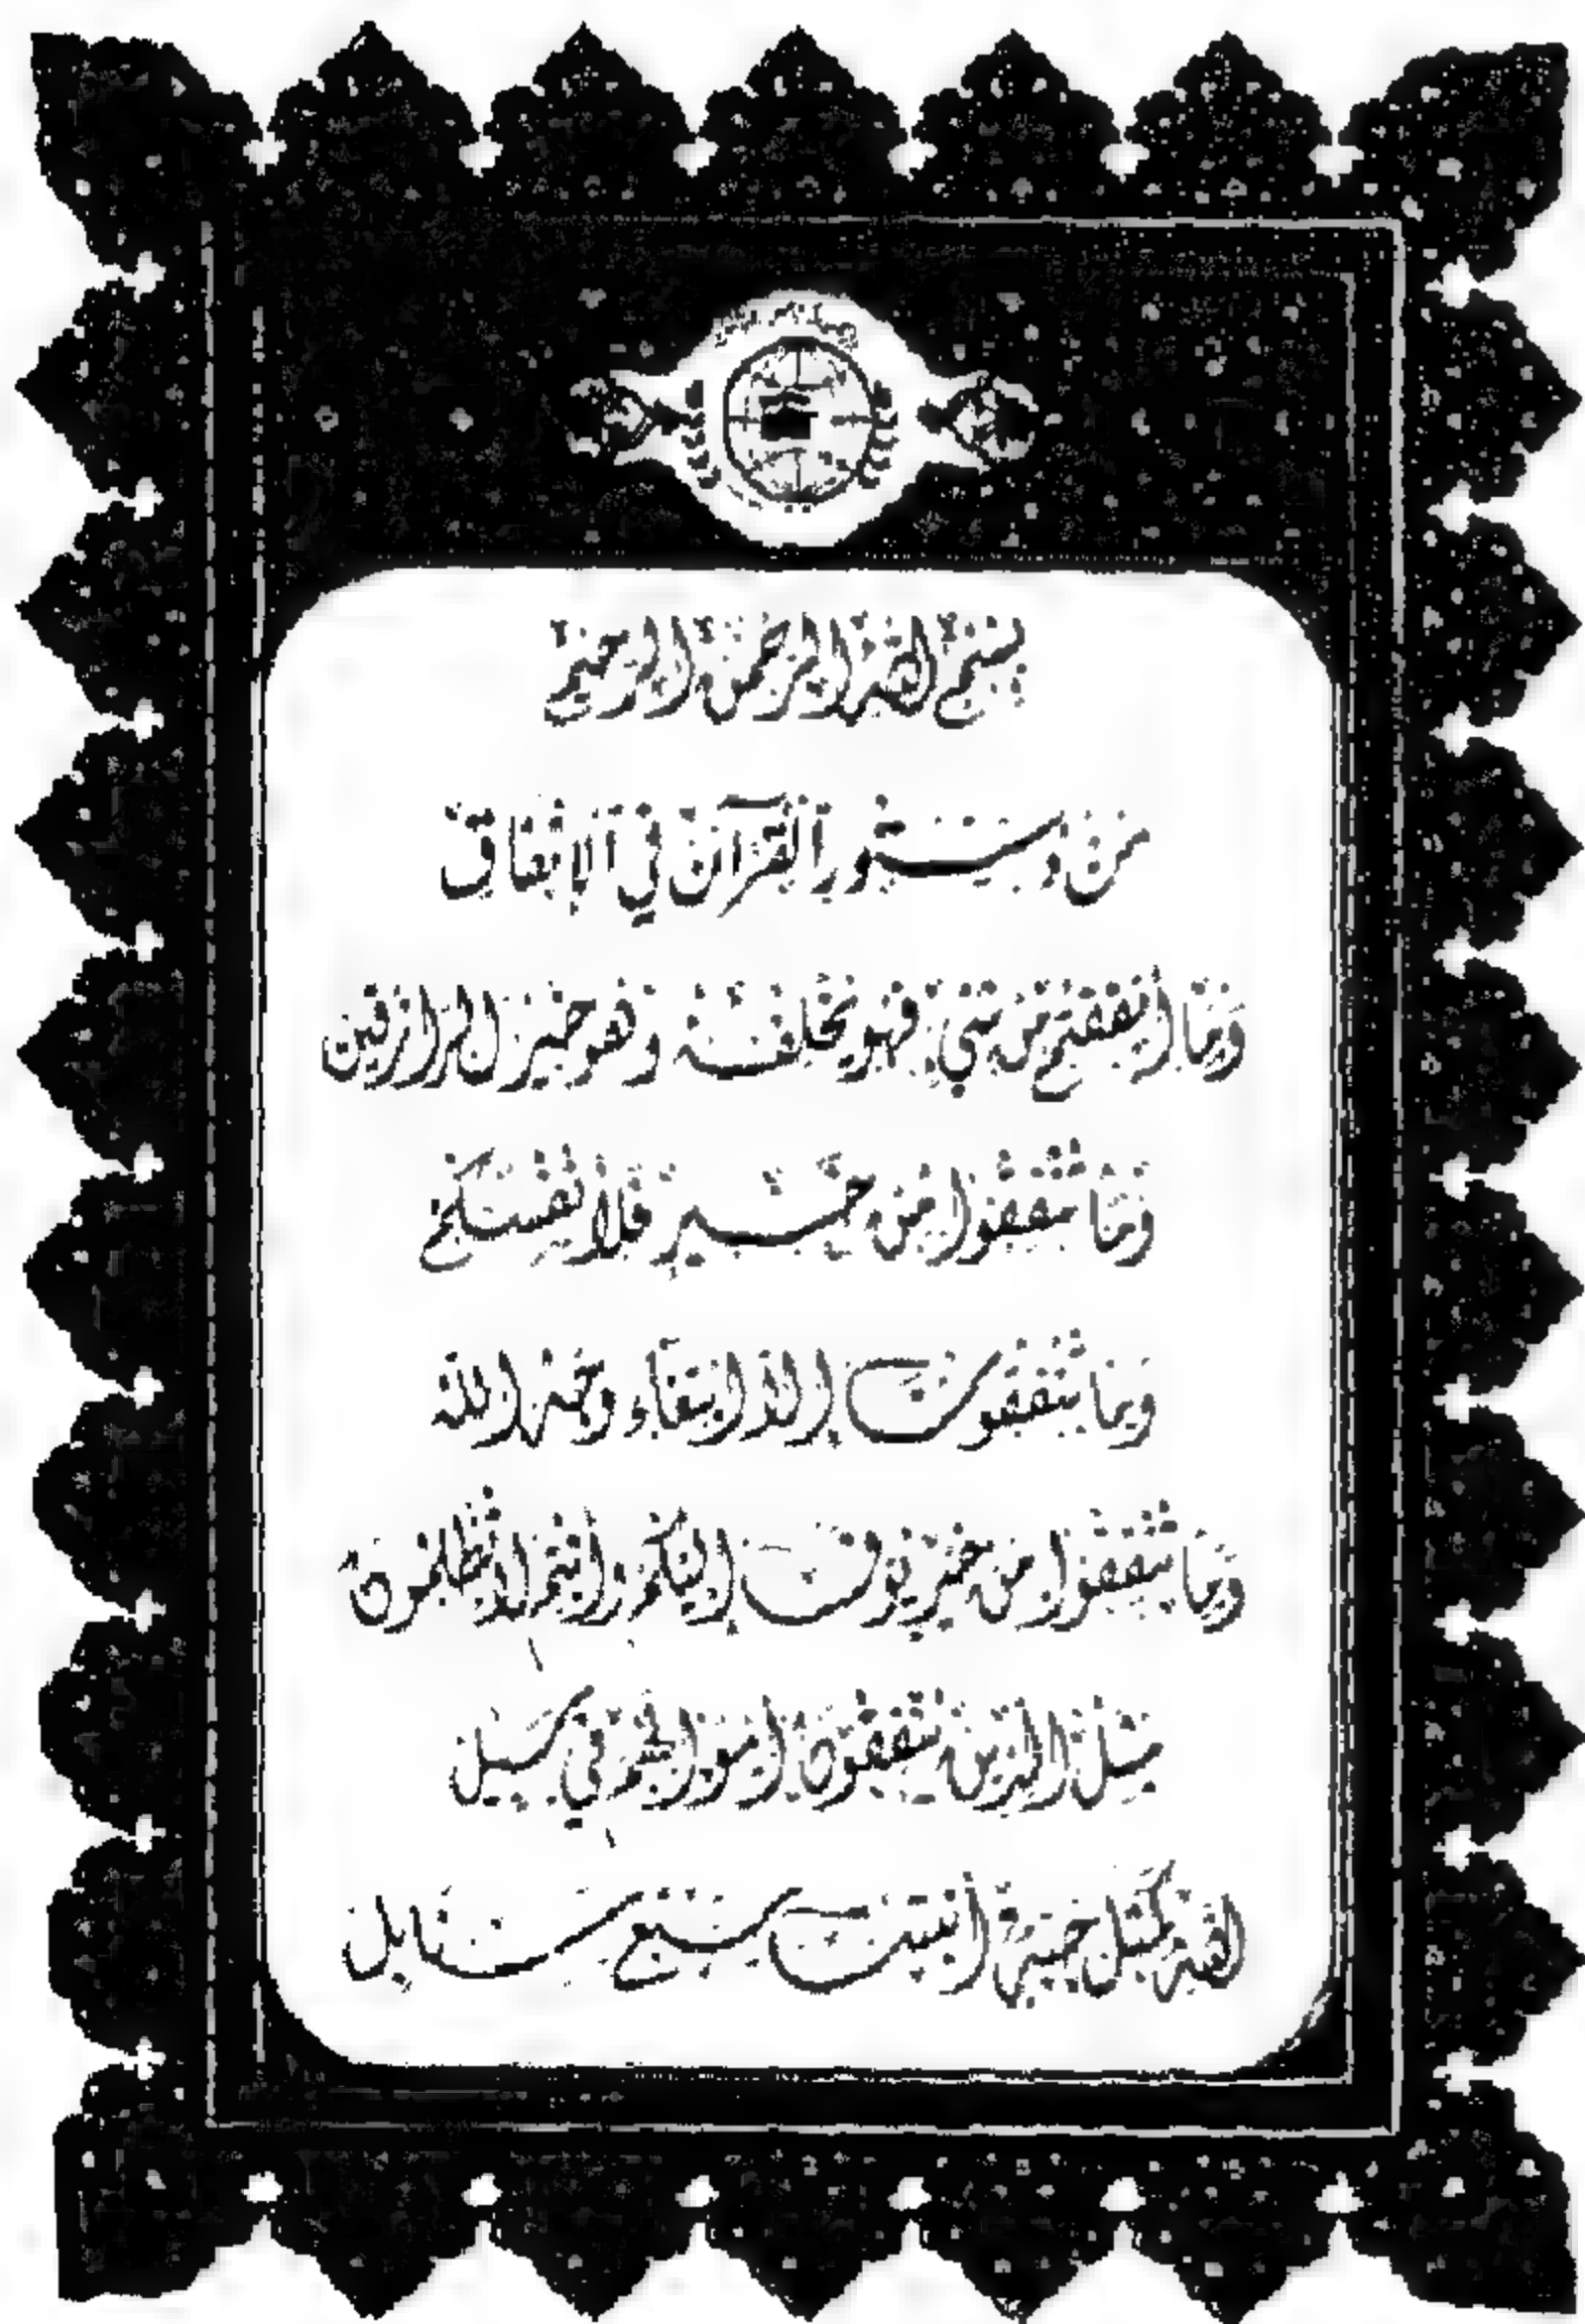 بسم الله الرحمن الرحيم
من دستور القرآن في الإنفاق
وما أنفقتم من شيء فهو يخلفه وهو خير الرازقين
وما تنفقوا من خير فلأنفسكم
وما تنفقون إلا ابتغاء وجه الله
وما تنفقوا من خير يوف إليكم وأنتم لا تظلمون
مثل الذين ينفقون أموالهم في سبيل
الله كمثل حبة أنبتت سبع سنابل